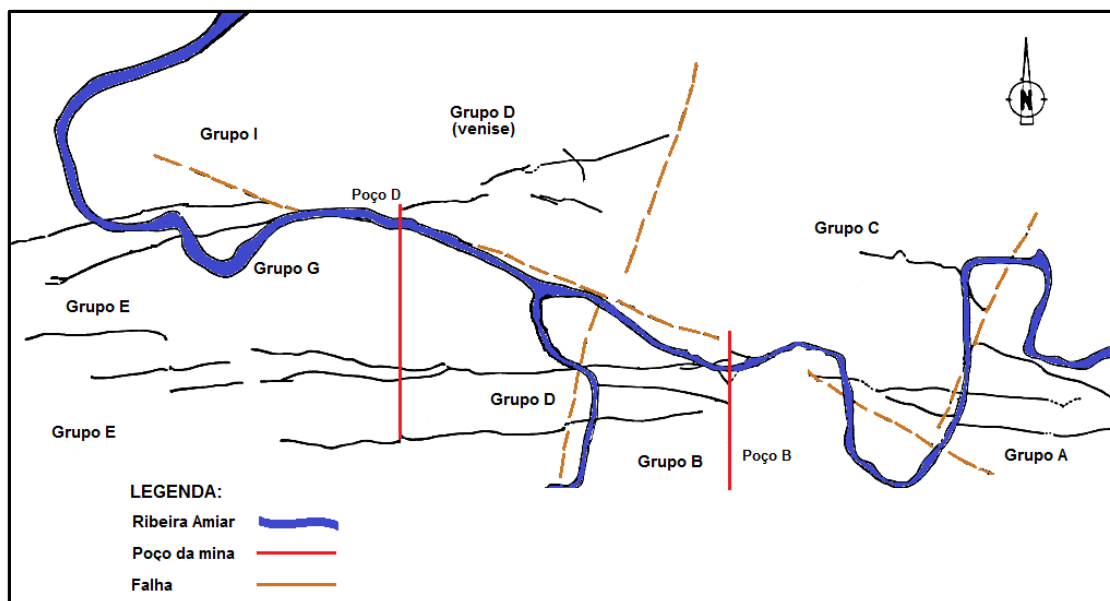 N
Grupo D
(venise)
Grupo I
Poço D
Grupo C
Grupo G
Grupo E
Grupo D
Grupo E
Grupo B
Poço B
Grupo A
LEGENDA:
Ribeira Amiar
Poço da mina
Falha